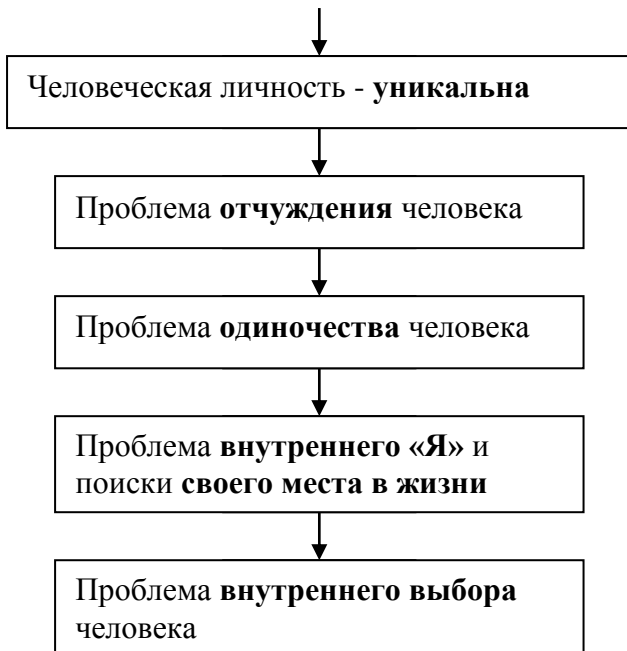 Человеческая личность - уникальна
Проблема отчуждения человека
Проблема одиночества человека
Проблема внутреннего «Я» и
поиски своего места в жизни
Проблема внутреннего выбора
человека